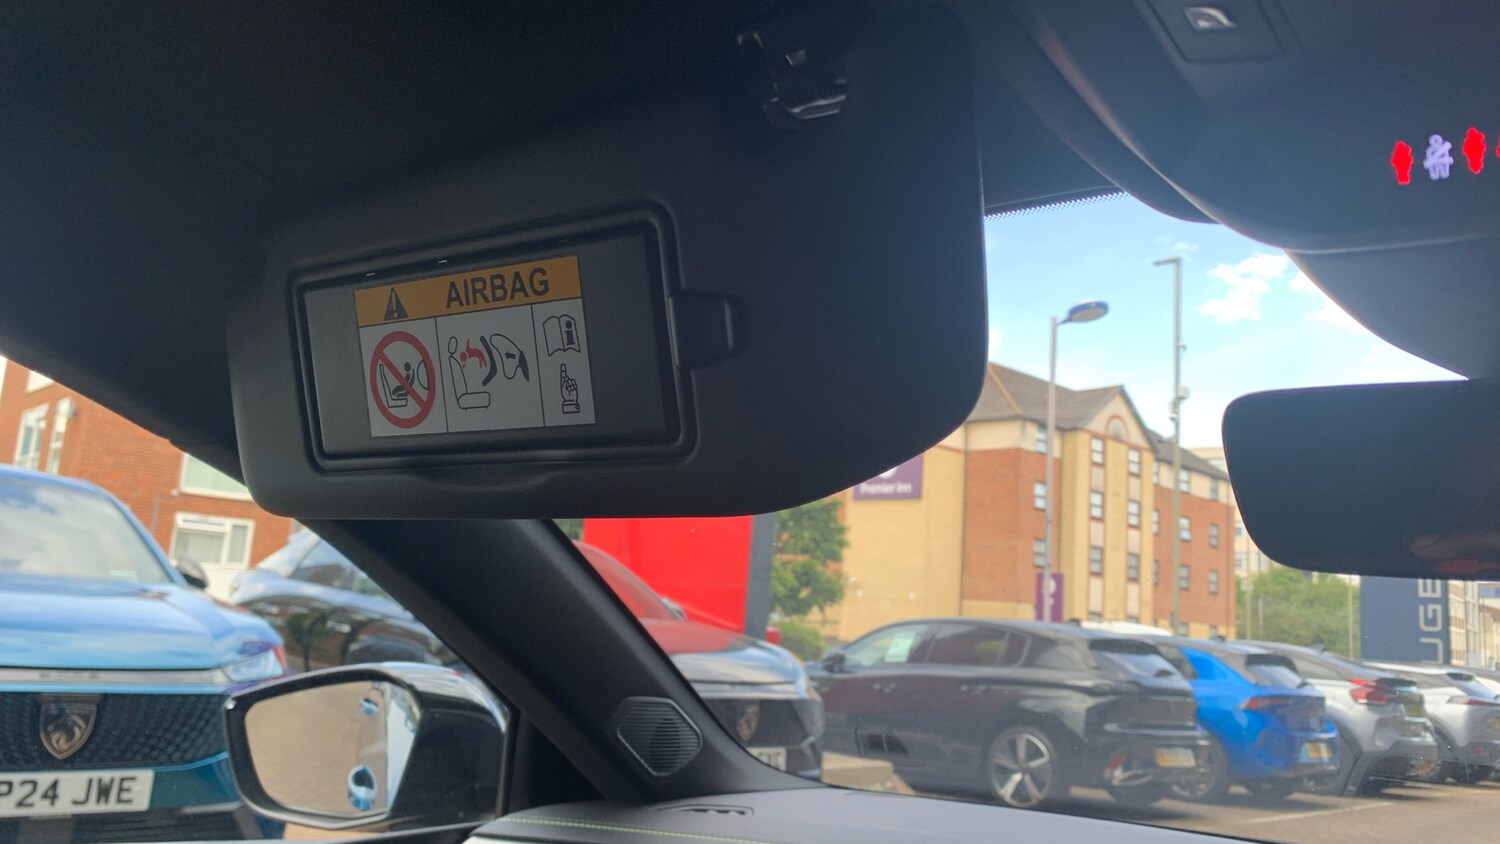 AIRBAG
Premier Inn
UGE
P24 JWE